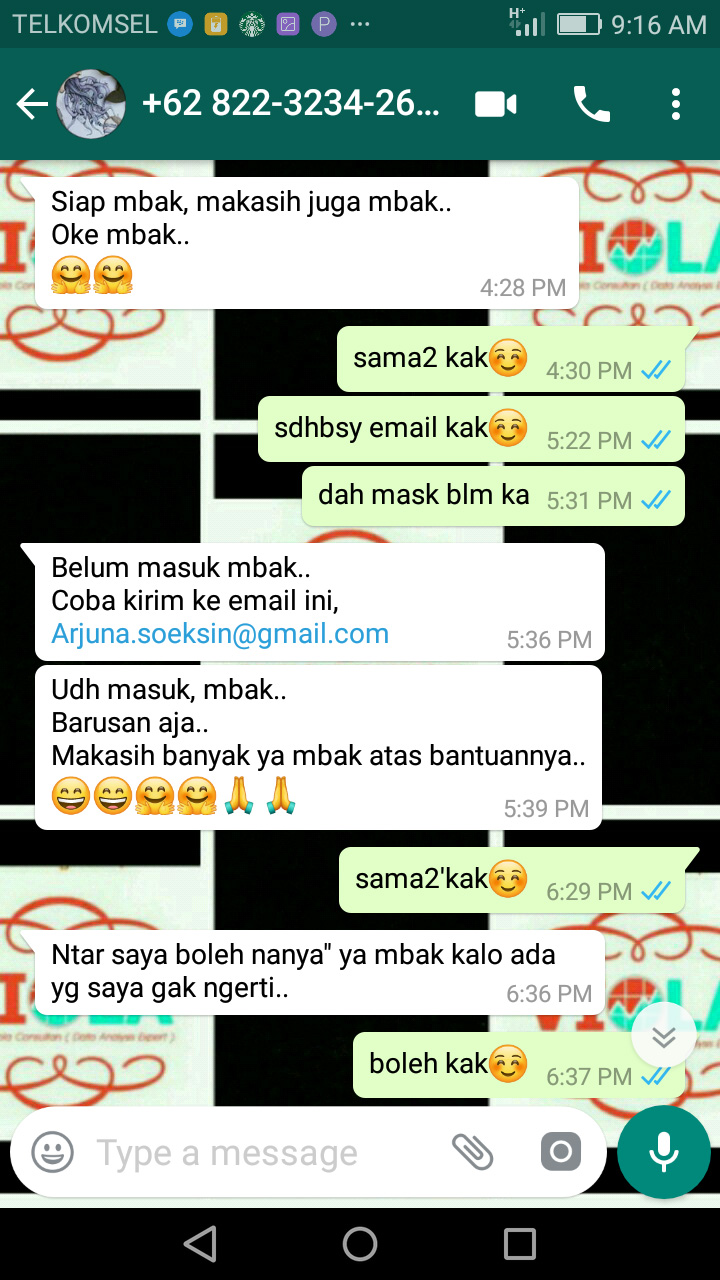 TELKOMSEL 9:16 AM
+62 822-3234-26...
Siap mbak, makasih juga mbak..
Oke mbak..
🤗🤗
4:28 PM
sama2 kak☺️ 4:30 PM
sdhbsy email kak☺️ 5:22 PM
dah mask blm ka 5:31 PM
Belum masuk mbak..
Coba kirim ke email ini,
Arjuna.soeksin@gmail.com
5:36 PM
Udh masuk, mbak..
Barusan aja..
Makasih banyak ya mbak atas bantuannya..
😄😄🤗🤗🙏🙏
5:39 PM
sama2'kak☺️ 6:29 PM
Ntar saya boleh nanya" ya mbak kalo ada
yg saya gak ngerti..
6:36 PM
boleh kak☺️ 6:37 PM
Type a message